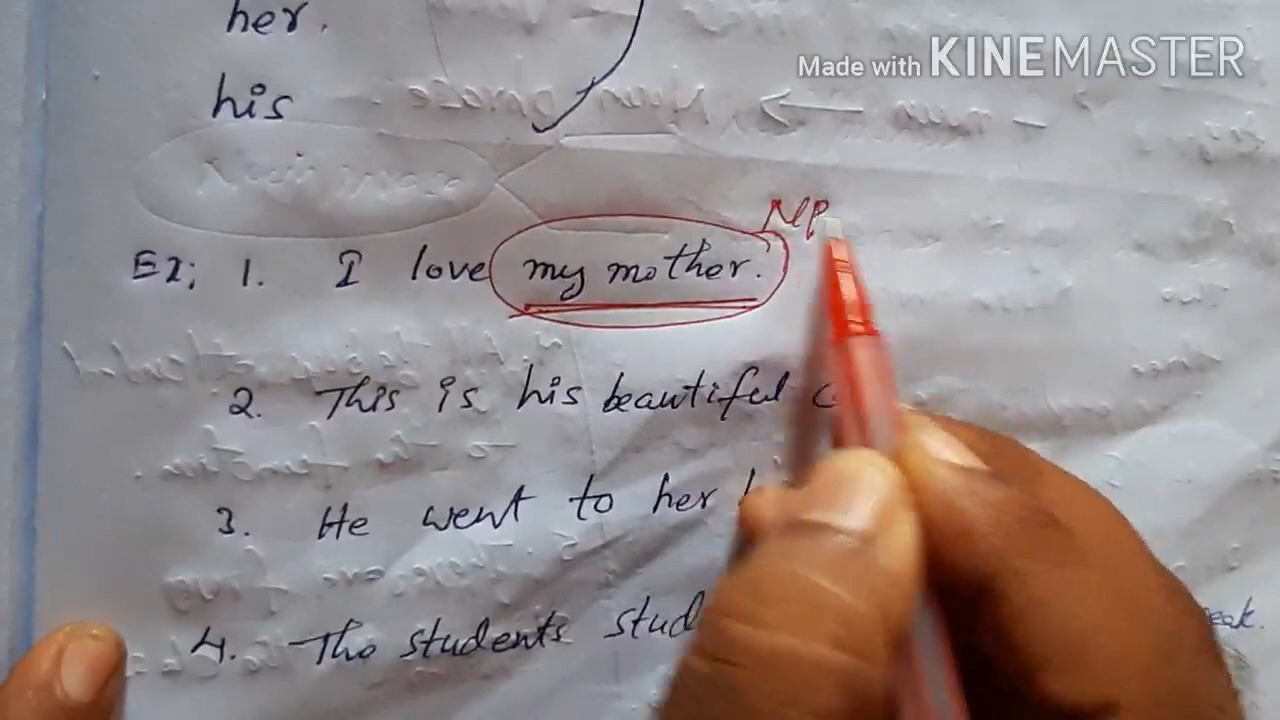 her.
Made with KINEMASTER
his
NP
Ex; 1. I love my mother.
2. This is his beautiful
3. He went to her
4. The students